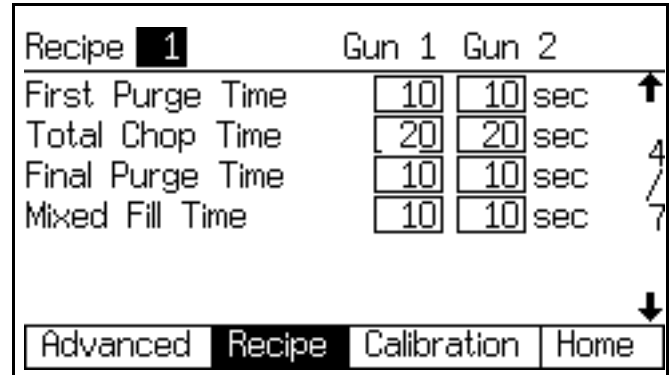 Recipe 1 Gun 1 Gun 2
First Purge Time 10 10 sec
Total Chop Time 20 20 sec
Final Purge Time 10 10 sec
Mixed Fill Time 10 10 sec
4/7
Advanced Recipe Calibration Home